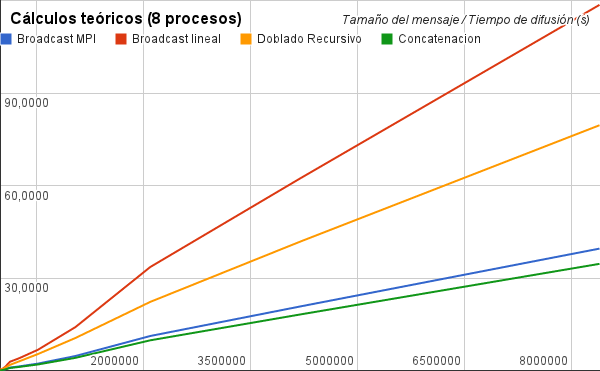 Cálculos teóricos (8 procesos)
Tamaño del mensaje / Tiempo de difusión (s)
Broadcast MPI Broadcast lineal Doblado Recursivo Concatenacion
90,0000
60,0000
30,0000
2000000 3500000 5000000 6500000 8000000